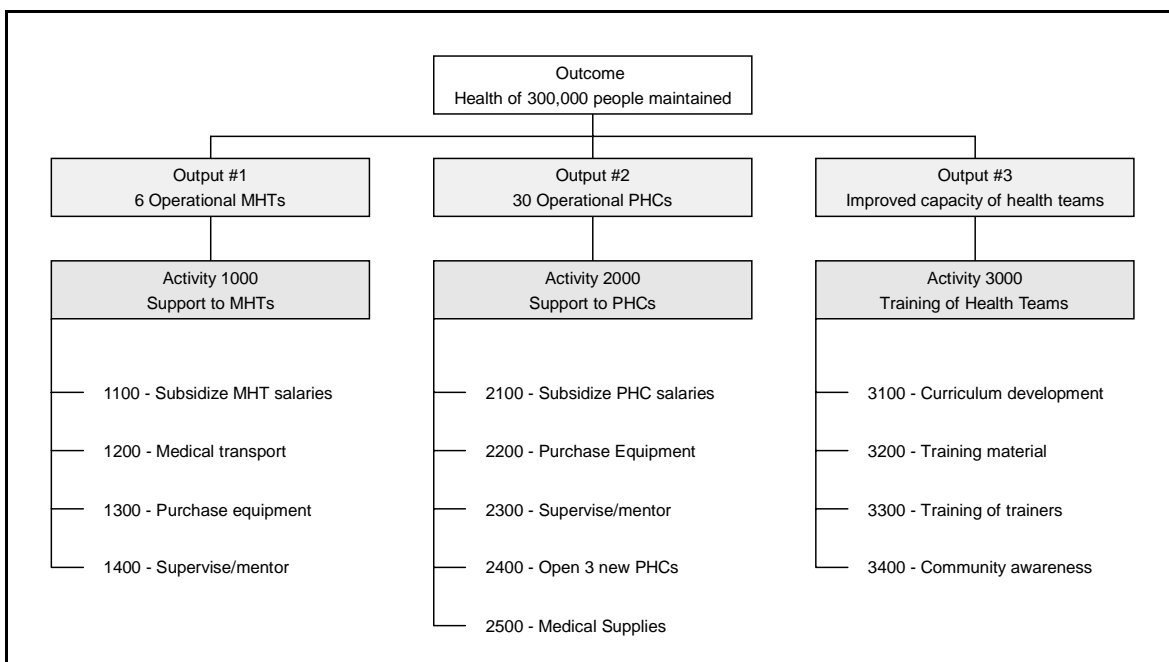 Outcome
Health of 300,000 people maintained
Output #1
6 Operational MHTs
Output #2
30 Operational PHCs
Output #3
Improved capacity of health teams
Activity 1000
Support to MHTs
Activity 2000
Support to PHCs
Activity 3000
Training of Health Teams
1100 - Subsidize MHT salaries
1200 - Medical transport
1300 - Purchase equipment
1400 - Supervise/mentor
2100 - Subsidize PHC salaries
2200 - Purchase Equipment
2300 - Supervise/mentor
2400 - Open 3 new PHCs
2500 - Medical Supplies
3100 - Curriculum development
3200 - Training material
3300 - Training of trainers
3400 - Community awareness